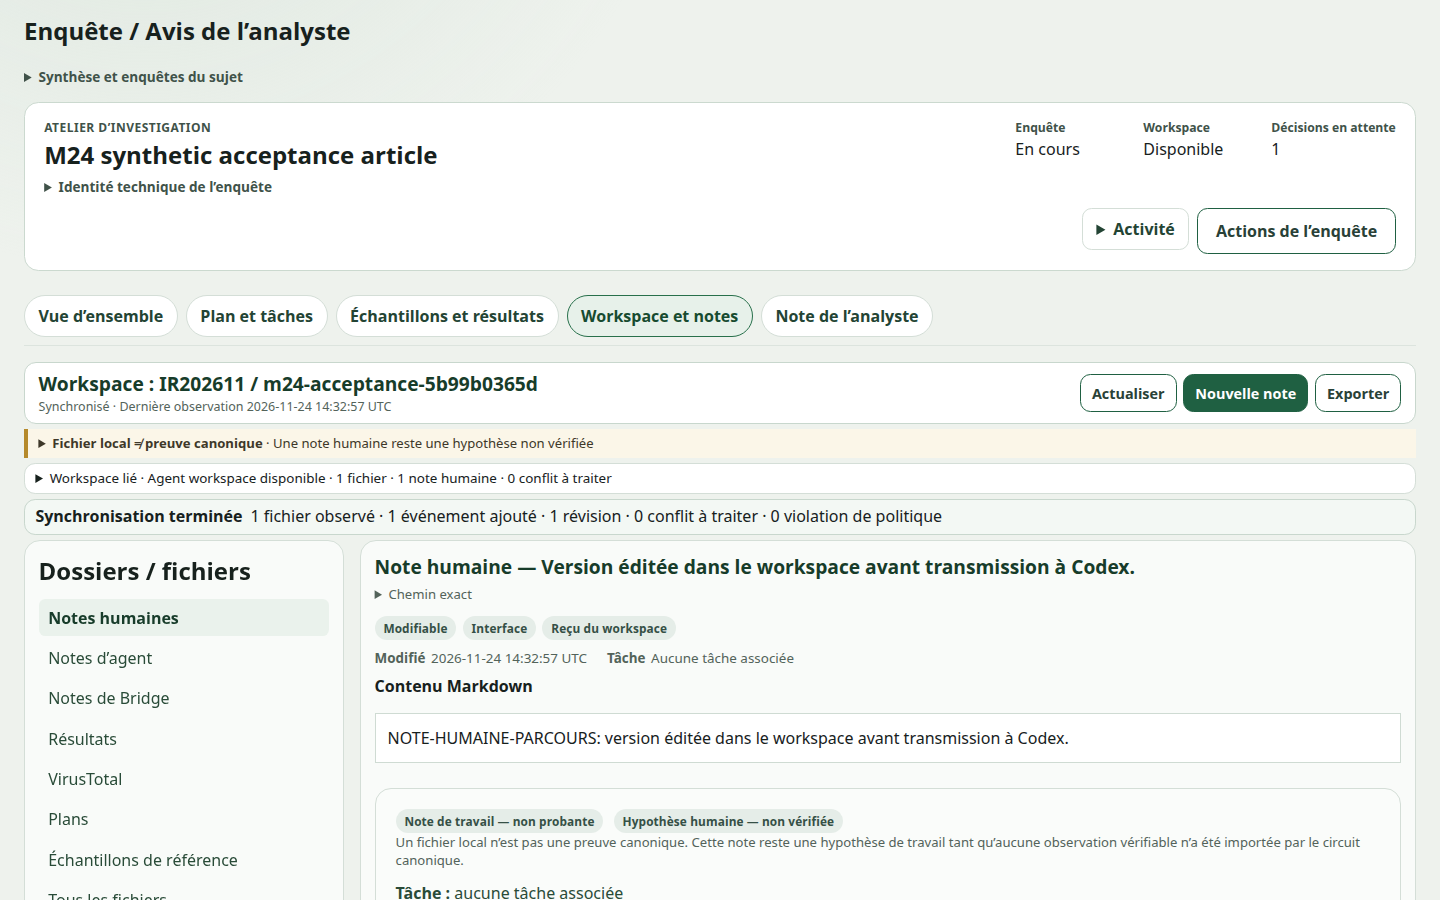 Enquête / Avis de l’analyste
Synthèse et enquêtes du sujet
ATELIER D’INVESTIGATION
M24 synthetic acceptance article
Identité technique de l’enquête
Enquête
En cours
Workspace
Disponible
Décisions en attente
1
Activité
Actions de l’enquête
Vue d’ensemble
Plan et tâches
Échantillons et résultats
Workspace et notes
Note de l’analyste
Workspace : IR202611 / m24-acceptance-5b99b0365d
Synchronisé · Dernière observation 2026-11-24 14:32:57 UTC
Actualiser
Nouvelle note
Exporter
Fichier local ≠ preuve canonique · Une note humaine reste une hypothèse non vérifiée
Workspace lié · Agent workspace disponible · 1 fichier · 1 note humaine · 0 conflit à traiter
Synchronisation terminée 1 fichier observé · 1 événement ajouté · 1 révision · 0 conflit à traiter · 0 violation de politique
Dossiers / fichiers
Notes humaines
Notes d’agent
Notes de Bridge
Résultats
VirusTotal
Plans
Échantillons de référence
Tous les fichiers
Note humaine — Version éditée dans le workspace avant transmission à Codex.
Chemin exact
Modifiable
Interface
Reçu du workspace
Modifié 2026-11-24 14:32:57 UTC Tâche Aucune tâche associée
Contenu Markdown
NOTE-HUMAINE-PARCOURS: version éditée dans le workspace avant transmission à Codex.
Note de travail — non probante
Hypothèse humaine — non vérifiée
Un fichier local n’est pas une preuve canonique. Cette note reste une hypothèse de travail tant qu’aucune observation vérifiable n’a été importée par le circuit
canonique.
Tâche : aucune tâche associée